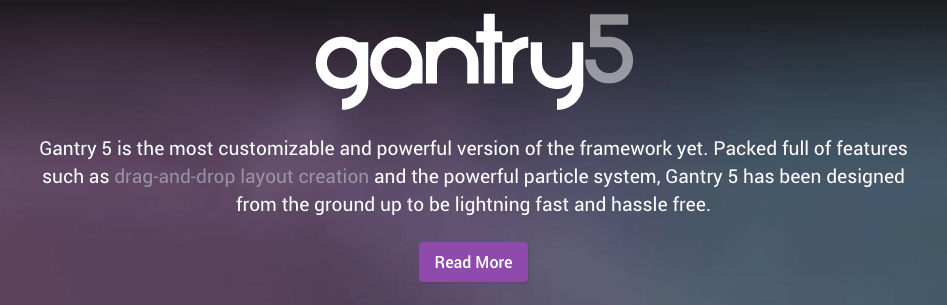 gantry5
Gantry 5 is the most customizable and powerful version of the framework yet. Packed full of features
such as drag-and-drop layout creation and the powerful particle system, Gantry 5 has been designed
from the ground up to be lightning fast and hassle free.
Read More